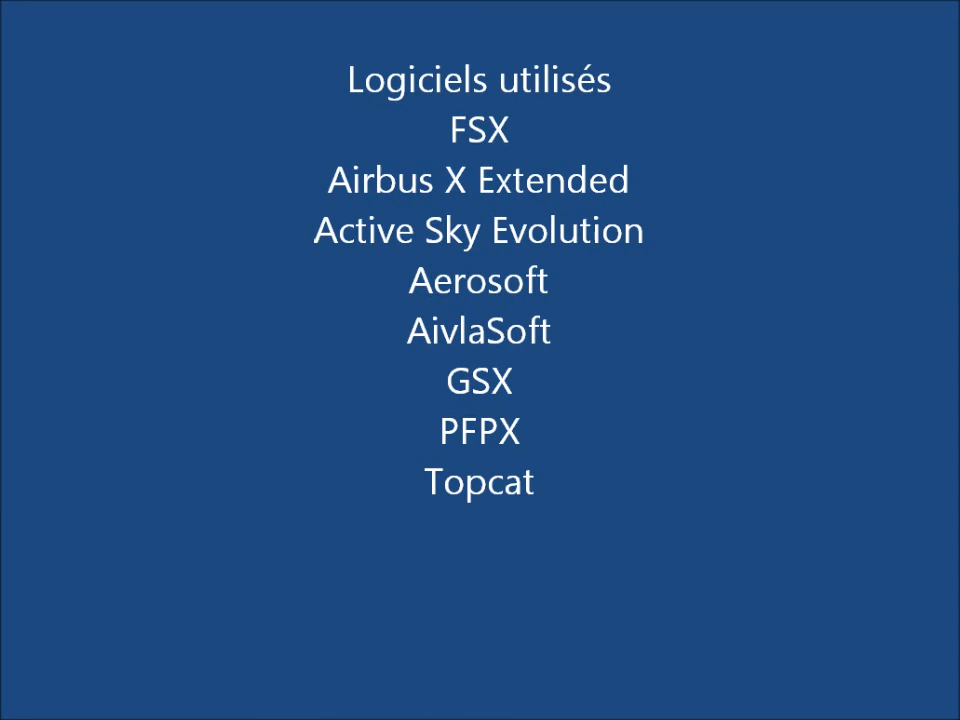 Logiciels utilisés
FSX
Airbus X Extended
Active Sky Evolution
Aerosoft
AivlaSoft
GSX
PFPX
Topcat